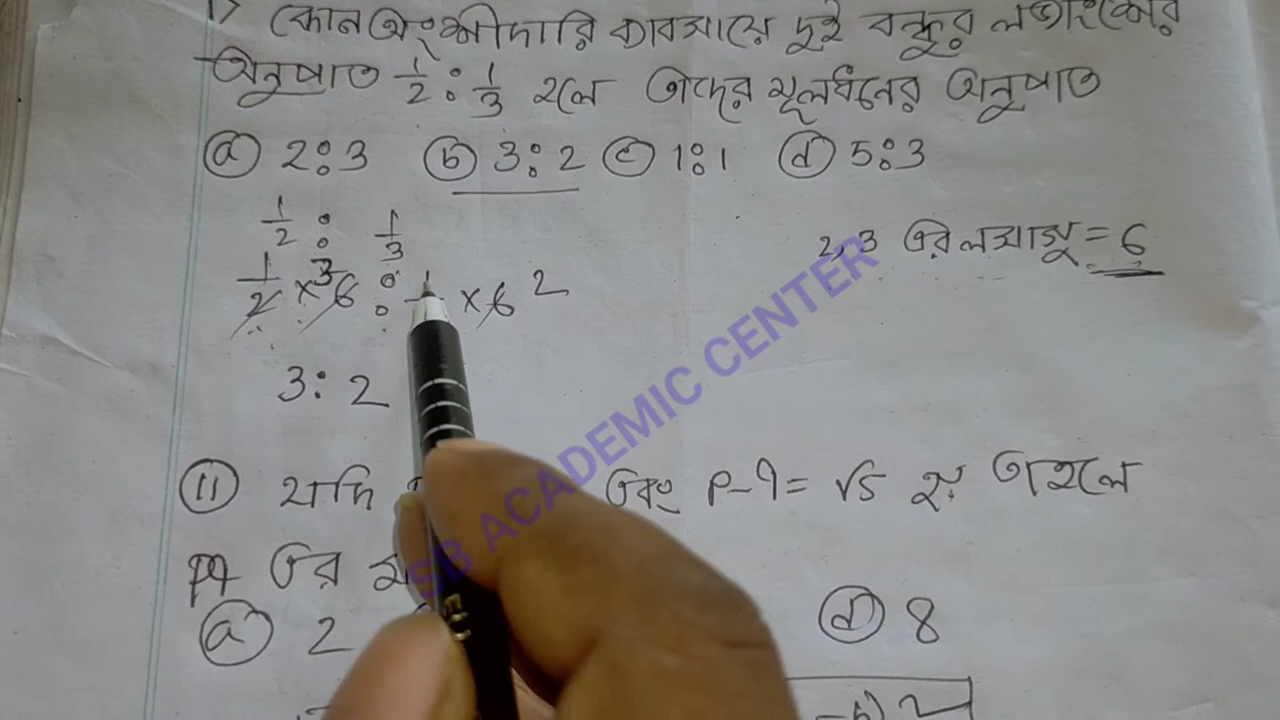 কোন অংশীদারি ব্যবসায়ে দুই বন্ধুর লভ্যাংশের
অনুপাত 1/2 : 1/3 হলে তাদের মূলধনের অনুপাত
ⓐ 2:3 ⓑ 3:2 ⓒ 1:1 ⓓ 5:3
1/2 : 1/3
2, 3 এর লসাগু = 6
1/2 × 6 3 : 1 × 6 2
3: 2
SB ACADEMIC CENTER
⑪ যদি এবং P-q = √5 হয় তাহলে
pq এর
ⓐ 2 ⓓ 8